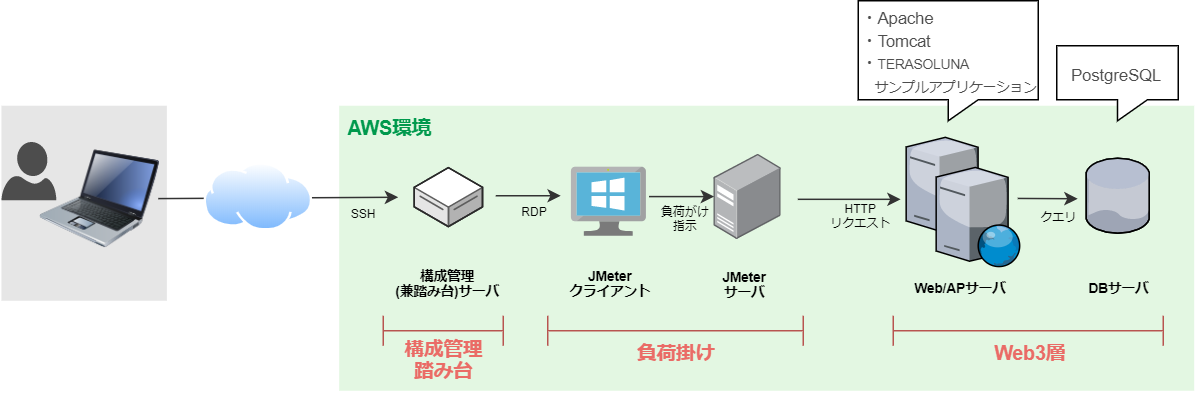 ・Apache
・Tomcat
・TERASOLUNA
サンプルアプリケーション
PostgreSQL
AWS環境
SSH
RDP
負荷がけ
指示
HTTP
リクエスト
クエリ
構成管理
(兼踏み台)サーバ
JMeter
クライアント
JMeter
サーバ
Web/APサーバ
DBサーバ
構成管理
踏み台
負荷掛け
Web3層